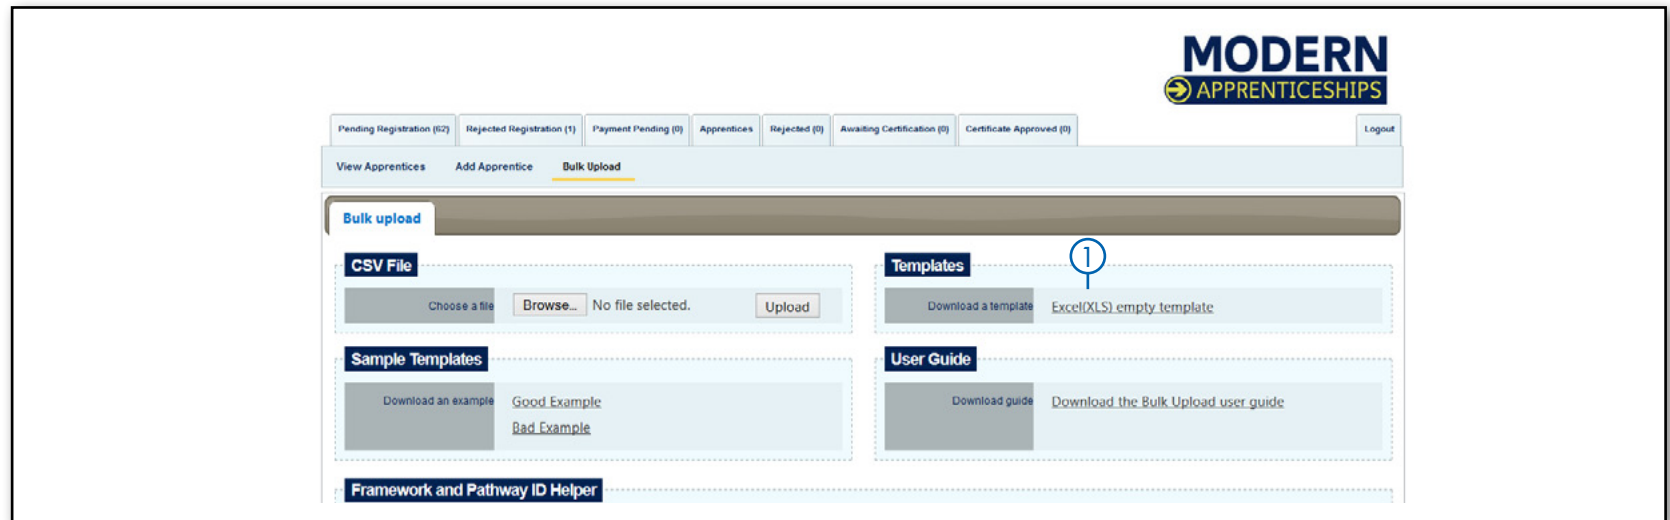 MODERN
APPRENTICESHIPS
Pending Registration (62) Rejected Registration (1) Payment Pending (0) Apprentices Rejected (0) Awaiting Certification (0) Certificate Approved (0) Logout
View Apprentices Add Apprentice Bulk Upload
Bulk upload
CSV File
Choose a file Browse... No file selected. Upload
Templates
1
Download a template Excel(XLS) empty template
Sample Templates
Download an example Good Example
Bad Example
User Guide
Download guide Download the Bulk Upload user guide
Framework and Pathway ID Helper